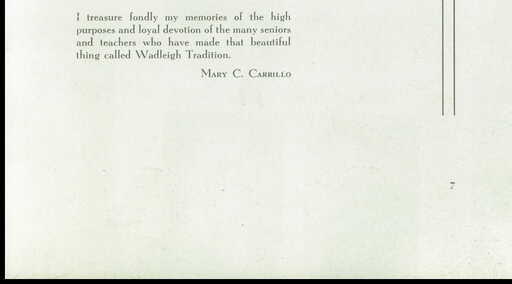 I treasure fondly my memories of the high
purposes and loyal devotion of the many seniors
and teachers who have made that beautiful
thing called Wadleigh Tradition.
Mary C. Carrillo
7